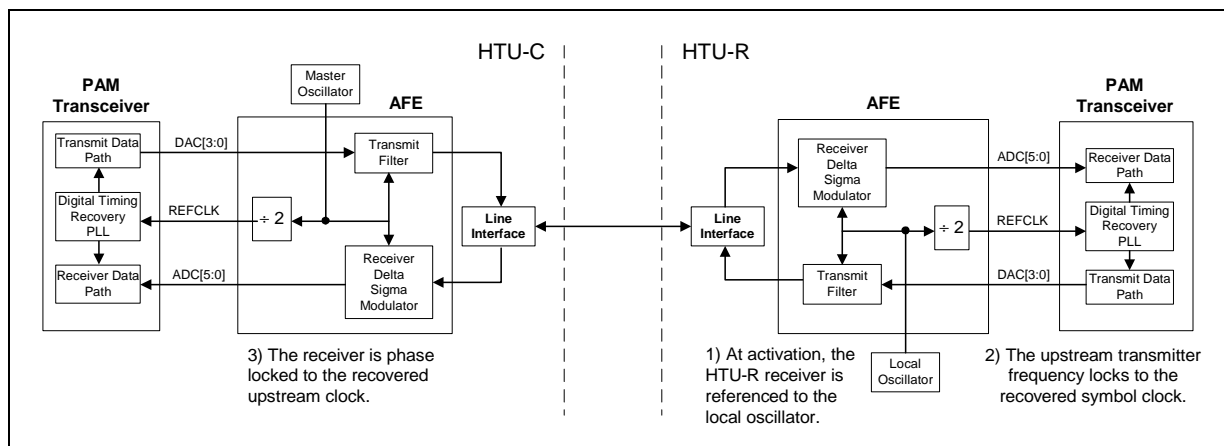 HTU-C
HTU-R
PAM
Transceiver
Master
Oscillator
AFE
Transmit Data
Path
DAC[3:0]
Transmit
Filter
Digital Timing
Recovery
PLL
REFCLK
÷ 2
Line
Interface
Receiver
Data Path
ADC[5:0]
Receiver
Delta
Sigma
Modulator
3) The receiver is phase
locked to the recovered
upstream clock.
AFE
PAM
Transceiver
Receiver
Delta
Sigma
Modulator
ADC[5:0]
Receiver Data
Path
Line
Interface
÷ 2
REFCLK
Digital Timing
Recovery
PLL
Transmit
Filter
DAC[3:0]
Transmit Data
Path
Local
Oscillator
1) At activation, the
HTU-R receiver is
referenced to the
local oscillator.
2) The upstream transmitter
frequency locks to the
recovered symbol clock.